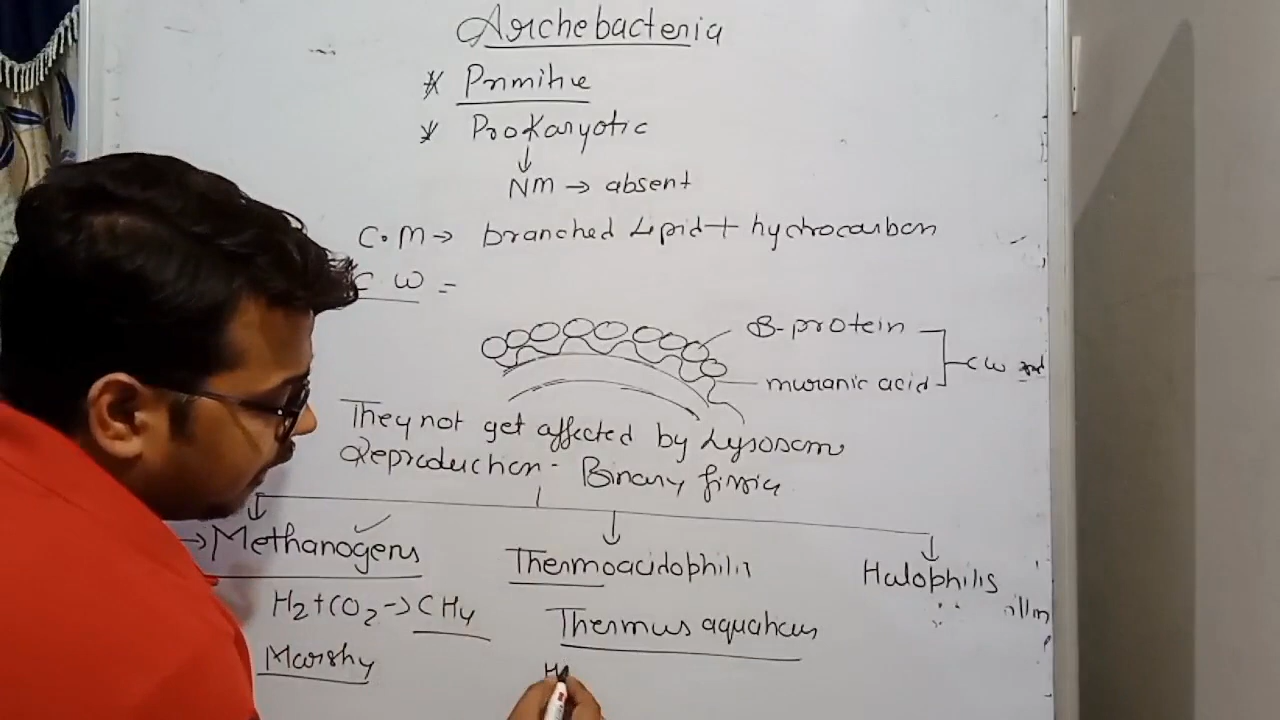 Archebacteria
* Primitive
* Prokaryotic
↓
Nm → absent
C.M → branched Lipid + hydrocarbon
C W =
B-protein
muranic acid
CW
They not get affected by Lysosom
Reproduction - Binary
→ Methanogens ✓
Thermoacidophilis
Halophilis
H2+CO2 → CH4
Thermus aquaticus
Marshy
H